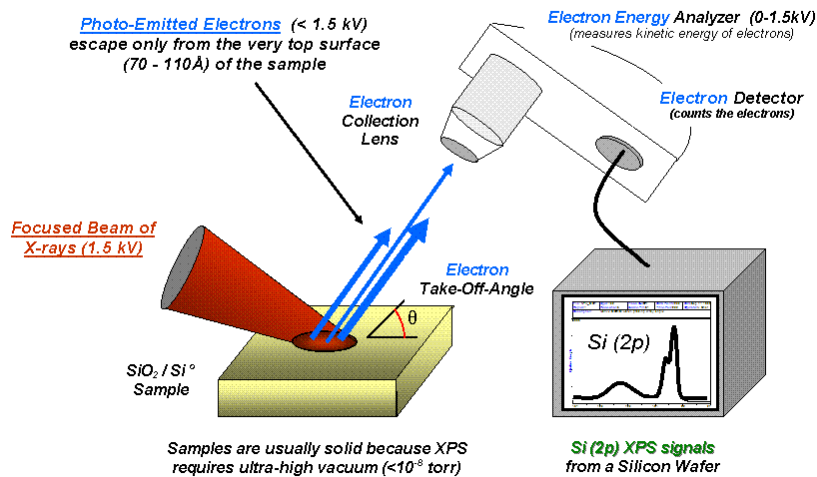 Photo-Emitted Electrons (< 1.5 kV)
escape only from the very top surface
(70 - 110Å) of the sample
Electron Energy Analyzer (0-1.5kV)
(measures kinetic energy of electrons)
Electron
Collection
Lens
Electron Detector
(counts the electrons)
Focused Beam of
X-rays (1.5 kV)
Electron
Take-Off-Angle
θ
SiO₂ / Si°
Sample
Si (2p)
Samples are usually solid because XPS
requires ultra-high vacuum (<10⁻⁸ torr)
Si (2p) XPS signals
from a Silicon Wafer